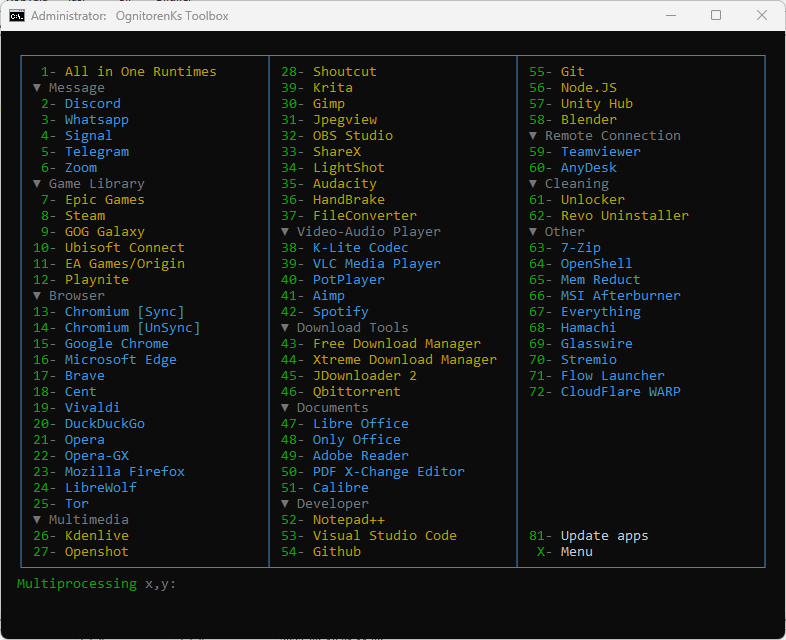 Administrator: OgnitorenKs Toolbox
1- All in One Runtimes
▼ Message
2- Discord
3- Whatsapp
4- Signal
5- Telegram
6- Zoom
▼ Game Library
7- Epic Games
8- Steam
9- GOG Galaxy
10- Ubisoft Connect
11- EA Games/Origin
12- Playnite
▼ Browser
13- Chromium [Sync]
14- Chromium [UnSync]
15- Google Chrome
16- Microsoft Edge
17- Brave
18- Cent
19- Vivaldi
20- DuckDuckGo
21- Opera
22- Opera-GX
23- Mozilla Firefox
24- LibreWolf
25- Tor
▼ Multimedia
26- Kdenlive
27- Openshot
28- Shoutcut
39- Krita
30- Gimp
31- Jpegview
32- OBS Studio
33- ShareX
34- LightShot
35- Audacity
36- HandBrake
37- FileConverter
▼ Video-Audio Player
38- K-Lite Codec
39- VLC Media Player
40- PotPlayer
41- Aimp
42- Spotify
▼ Download Tools
43- Free Download Manager
44- Xtreme Download Manager
45- JDownloader 2
46- Qbittorrent
▼ Documents
47- Libre Office
48- Only Office
49- Adobe Reader
50- PDF X-Change Editor
51- Calibre
▼ Developer
52- Notepad++
53- Visual Studio Code
54- Github
55- Git
56- Node.JS
57- Unity Hub
58- Blender
▼ Remote Connection
59- Teamviewer
60- AnyDesk
▼ Cleaning
61- Unlocker
62- Revo Uninstaller
▼ Other
63- 7-Zip
64- OpenShell
65- Mem Reduct
66- MSI Afterburner
67- Everything
68- Hamachi
69- Glasswire
70- Stremio
71- Flow Launcher
72- CloudFlare WARP
81- Update apps
X- Menu
Multiprocessing x,y: